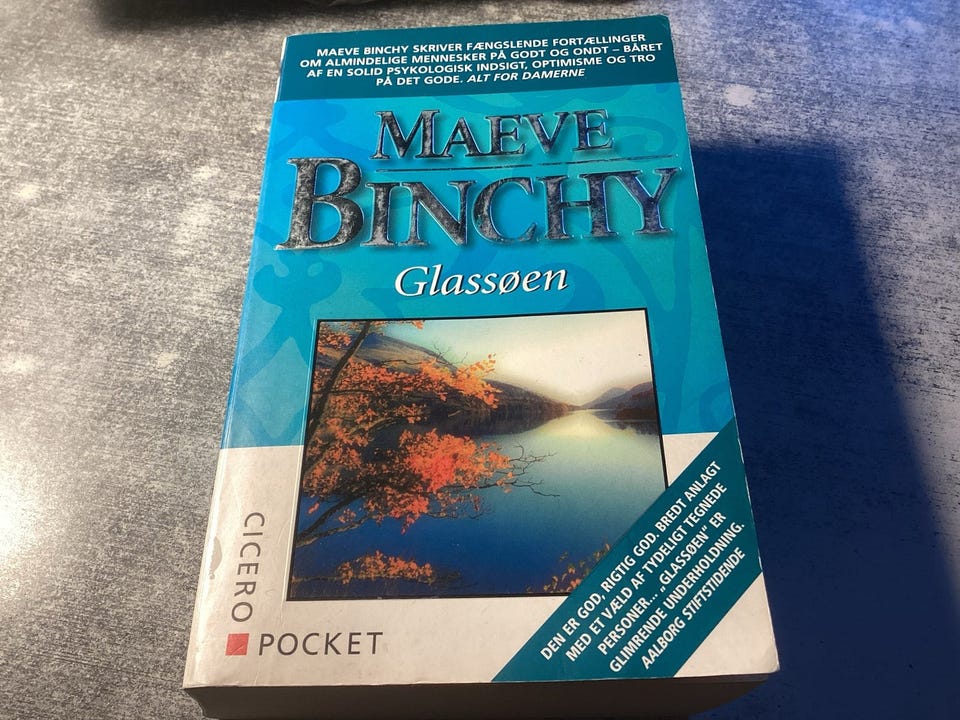 MAEVE BINCHY SKRIVER FÆNGSLENDE FORTÆLLINGER
OM ALMINDELIGE MENNESKER PÅ GODT OG ONDT – BÅRET
AF EN SOLID PSYKOLOGISK INDSIGT, OPTIMISME OG TRO
PÅ DET GODE. ALT FOR DAMERNE
MAEVE
BINCHY
Glassøen
CICERO
POCKET
DEN ER GOD, RIGTIG GOD. BREDT ANLAGT
MED ET VÆLD AF TYDELIGT TEGNEDE
PERSONER... „GLASSØEN" ER
GLIMRENDE UNDERHOLDNING.
AALBORG STIFTSTIDENDE